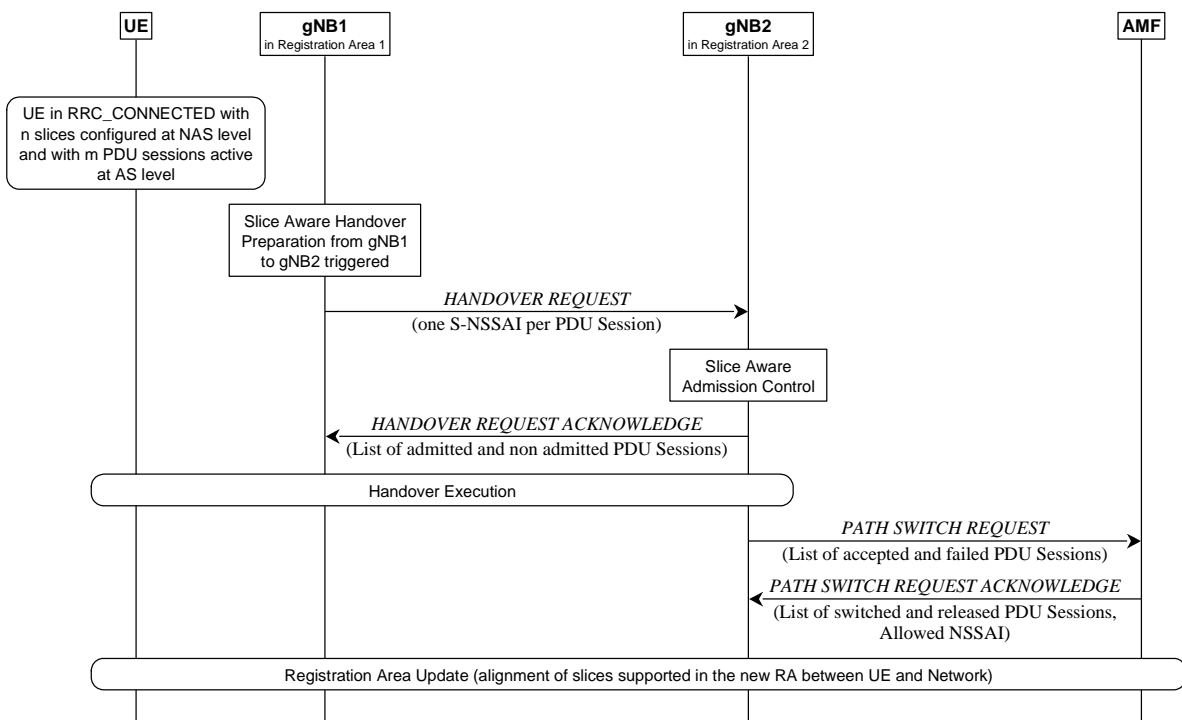 UE
gNB1
in Registration Area 1
gNB2
in Registration Area 2
AMF
UE in RRC_CONNECTED with
n slices configured at NAS level
and with m PDU sessions active
at AS level
Slice Aware Handover
Preparation from gNB1
to gNB2 triggered
HANDOVER REQUEST
(one S-NSSAI per PDU Session)
Slice Aware
Admission Control
HANDOVER REQUEST ACKNOWLEDGE
(List of admitted and non admitted PDU Sessions)
Handover Execution
PATH SWITCH REQUEST
(List of accepted and failed PDU Sessions)
PATH SWITCH REQUEST ACKNOWLEDGE
(List of switched and released PDU Sessions,
Allowed NSSAI)
Registration Area Update (alignment of slices supported in the new RA between UE and Network)